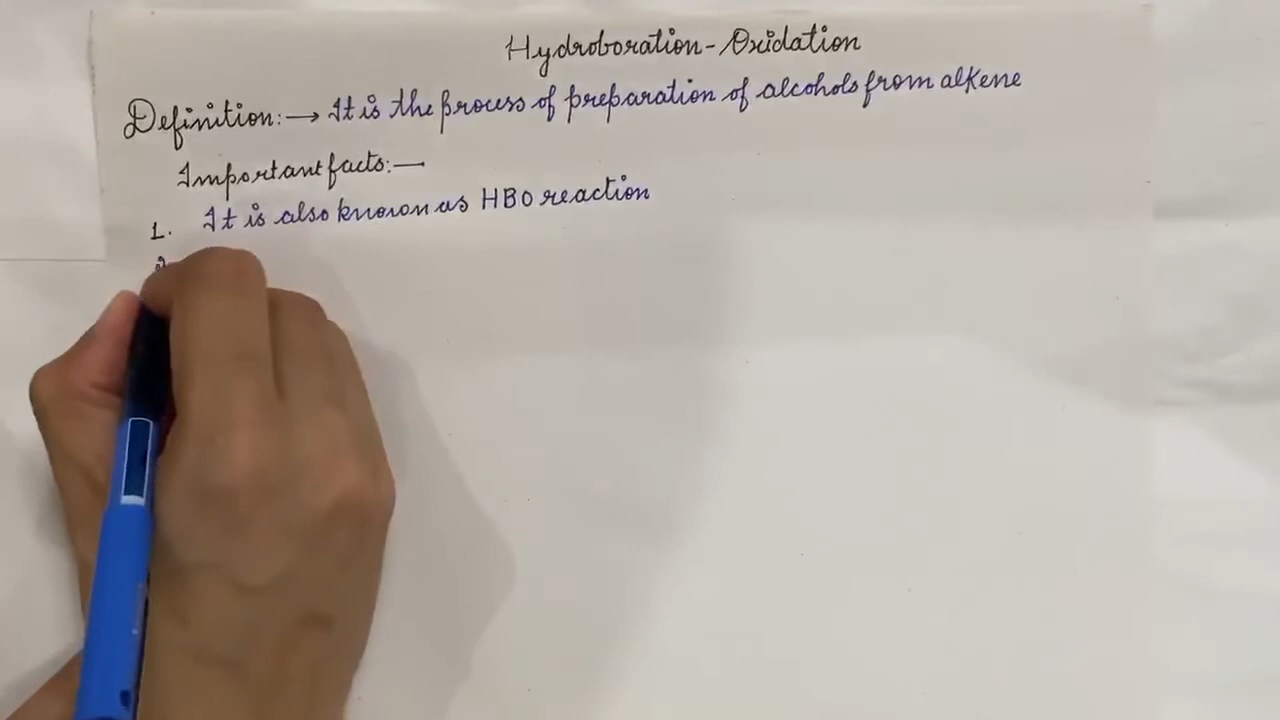 Hydroboration-Oxidation
Definition:→ It is the process of preparation of alcohols from alkene
Important facts:—
1. It is also known as HBO reaction
2